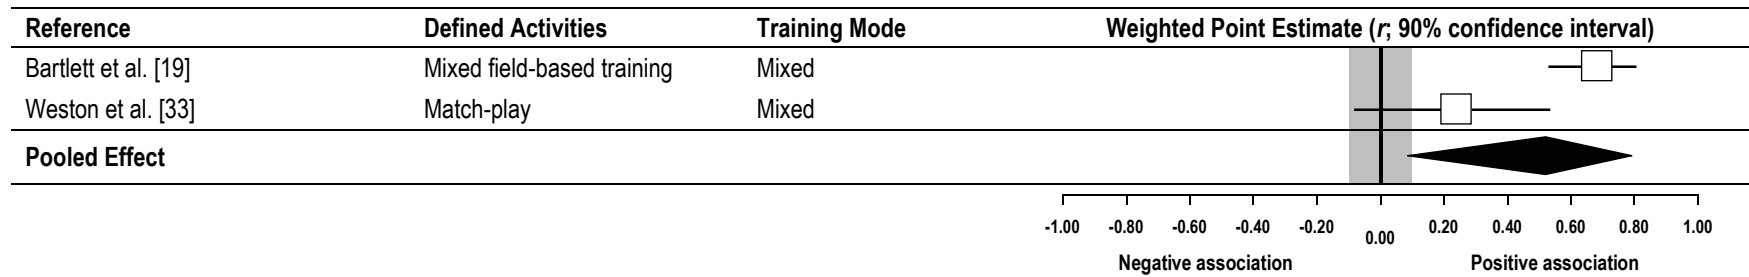 Reference Defined Activities Training Mode Weighted Point Estimate (r; 90% confidence interval)
Bartlett et al. [19] Mixed field-based training Mixed
Weston et al. [33] Match-play Mixed
Pooled Effect
-1.00 -0.80 -0.60 -0.40 -0.20 0.00 0.20 0.40 0.60 0.80 1.00
Negative association Positive association